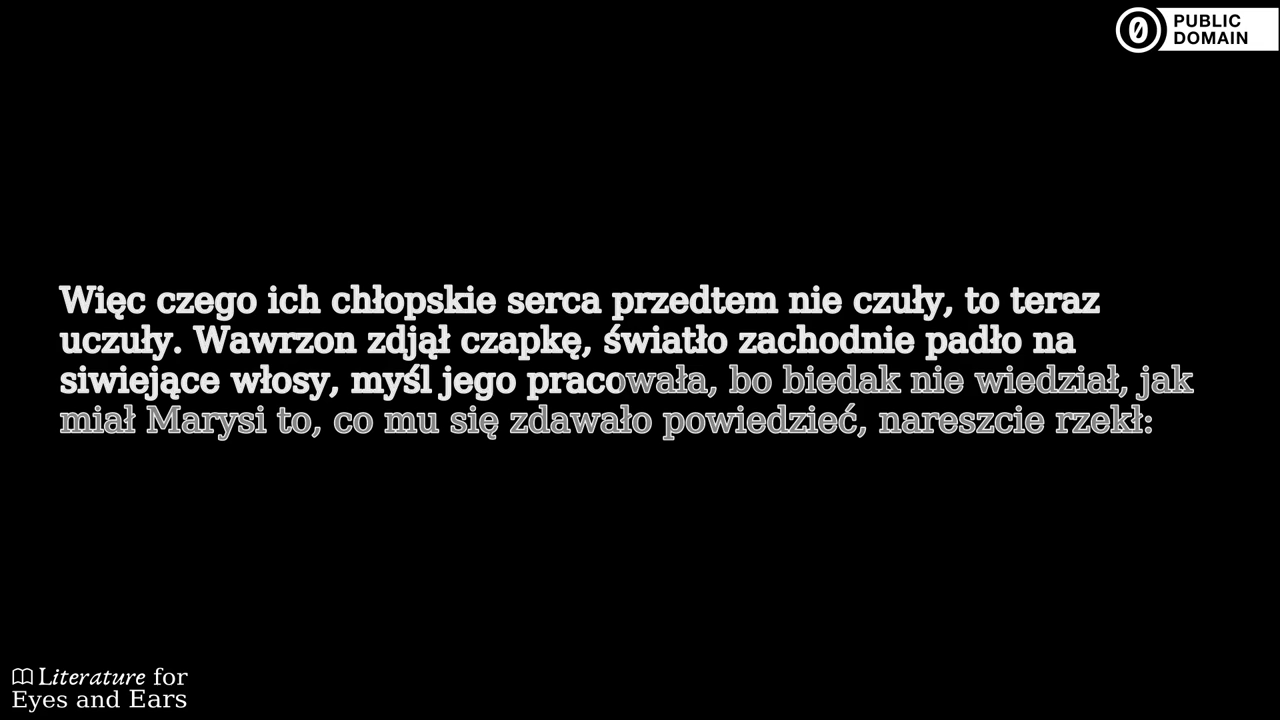 PUBLIC
DOMAIN
Więc czego ich chłopskie serca przedtem nie czuły, to teraz
uczuły. Wawrzon zdjął czapkę, światło zachodnie padło na
siwiejące włosy, myśl jego pracowała, bo biedak nie wiedział, jak
miał Marysi to, co mu się zdawało powiedzieć, nareszcie rzekł:
Literature for
Eyes and Ears